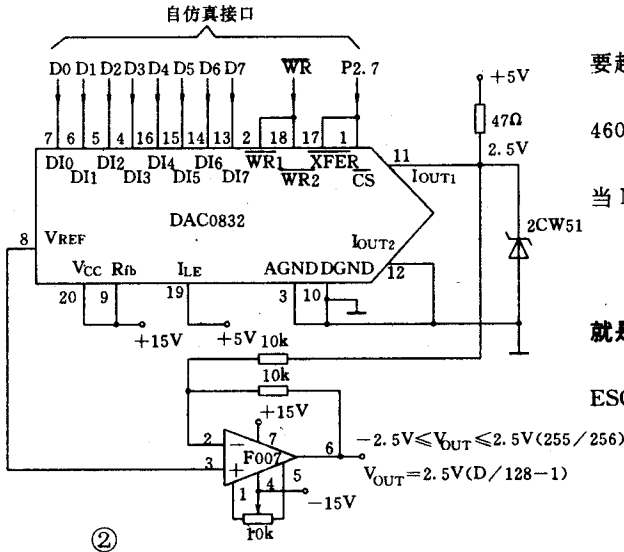 自仿真接口
D0 D1 D2 D3 D4 D5 D6 D7 WR P2.7
+5V
要
47Ω
7 6 5 4 16 15 14 13 2 18 17 1
2.5V
460
DI0 DI1 DI2 DI3 DI4 DI5 DI6 DI7 WR1 WR2 XFER CS
11
IOUT1
当
DAC0832
2CW51
8
VREF
IOUT2
12
VCC Rfb ILE AGND DGND
20 9 19 3 10
+15V
+5V
就是
10k
10k
ESC
+15V
2 7
F007
6
3
−2.5V≤VOUT≤2.5V(255/256)
5
1 4
−15V
VOUT=2.5V(D/128−1)
10k
②